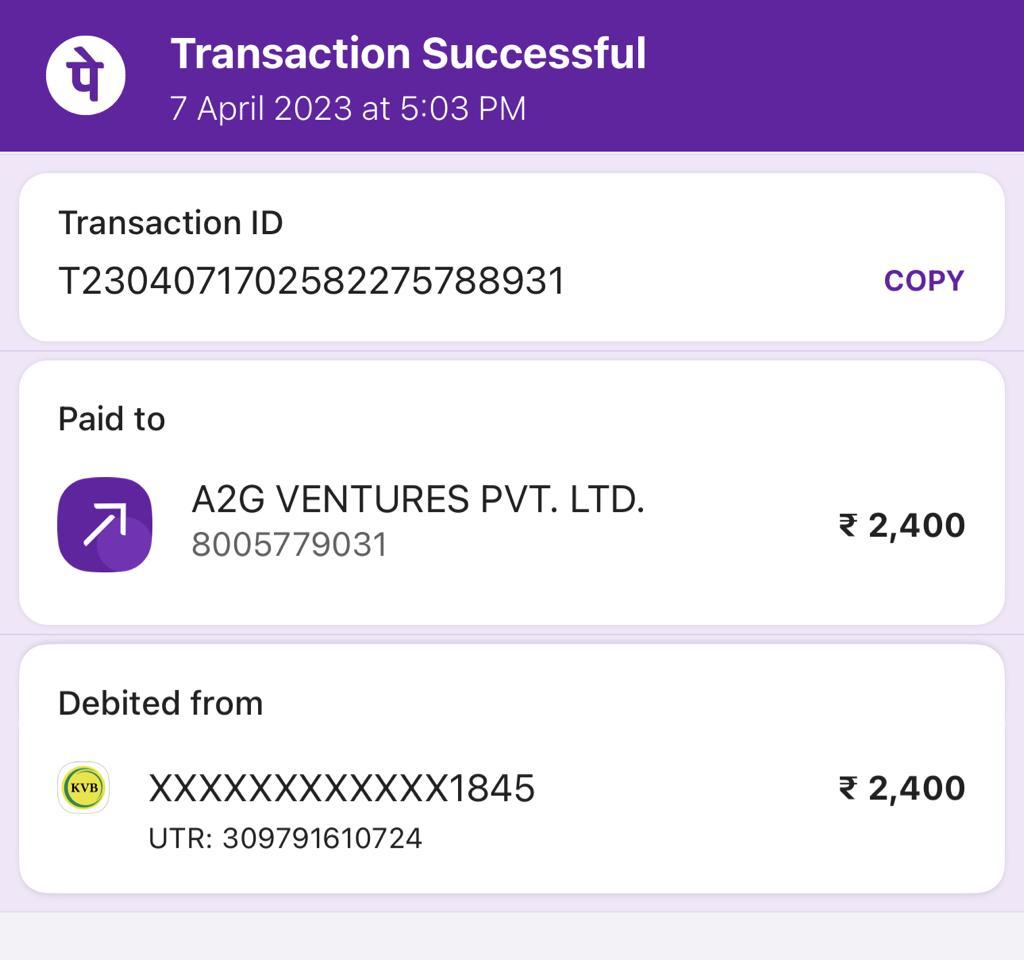 पे
Transaction Successful
7 April 2023 at 5:03 PM
Transaction ID
T2304071702582275788931
COPY
Paid to
A2G VENTURES PVT. LTD.
8005779031
₹ 2,400
Debited from
KVB
XXXXXXXXXXXX1845
₹ 2,400
UTR: 309791610724